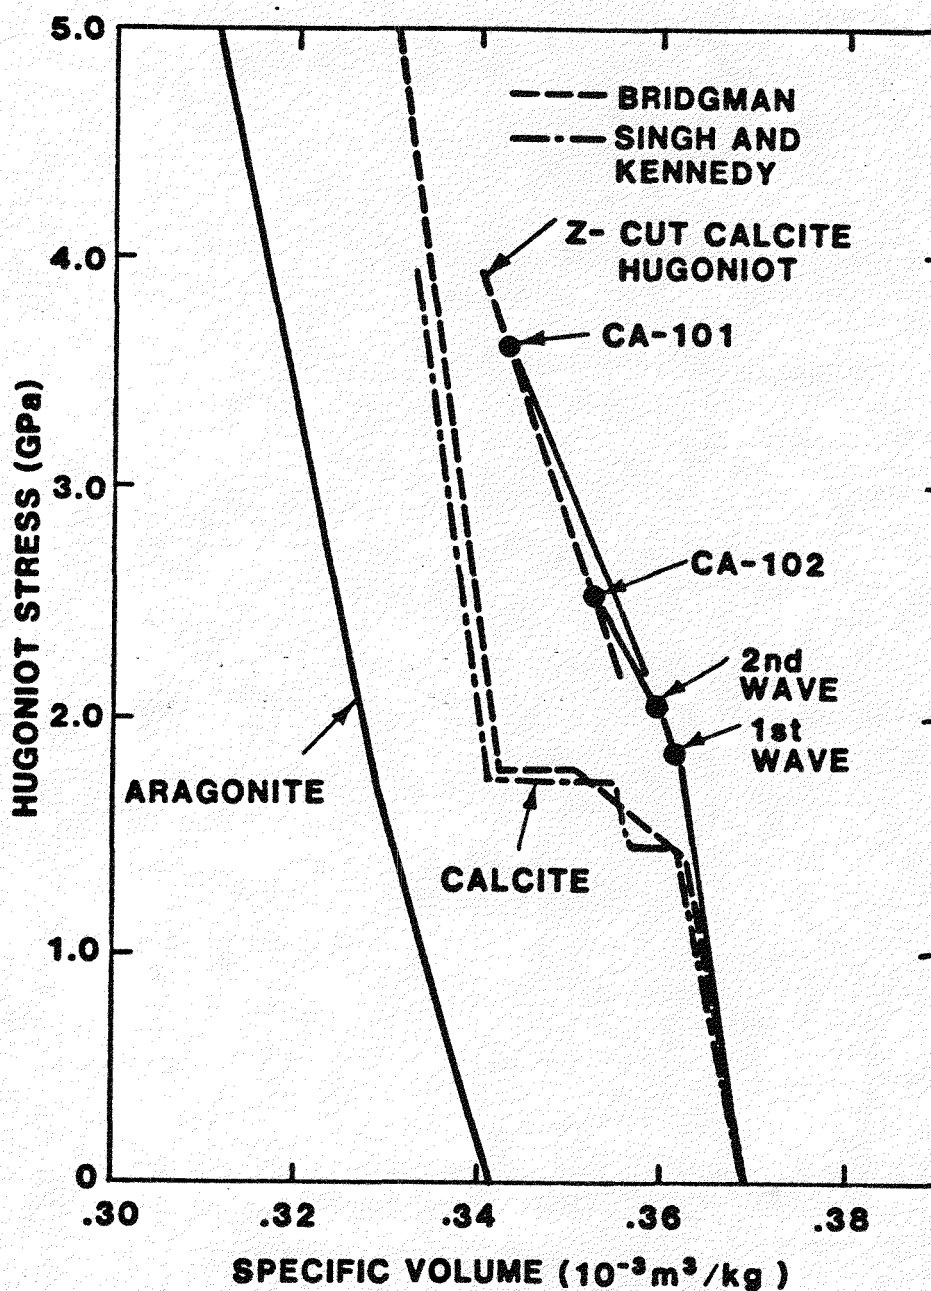 5.0
4.0
3.0
2.0
1.0
0
HUGONIOT STRESS (GPa)
BRIDGMAN
SINGH AND
KENNEDY
Z- CUT CALCITE
HUGONIOT
CA-101
CA-102
2nd
WAVE
1st
WAVE
ARAGONITE
CALCITE
.30
.32
.34
.36
.38
SPECIFIC VOLUME (10⁻³m³/kg)